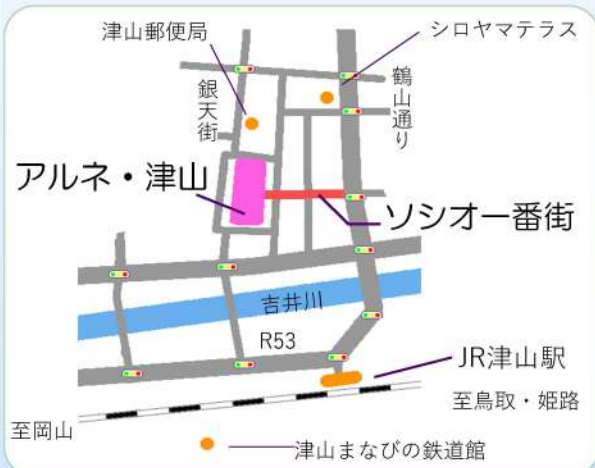 津山郵便局
シロヤマテラス
銀天街
鶴山通り
アルネ・津山
ソシオ一番街
吉井川
R53
JR津山駅
至鳥取・姫路
至岡山
津山まなびの鉄道館